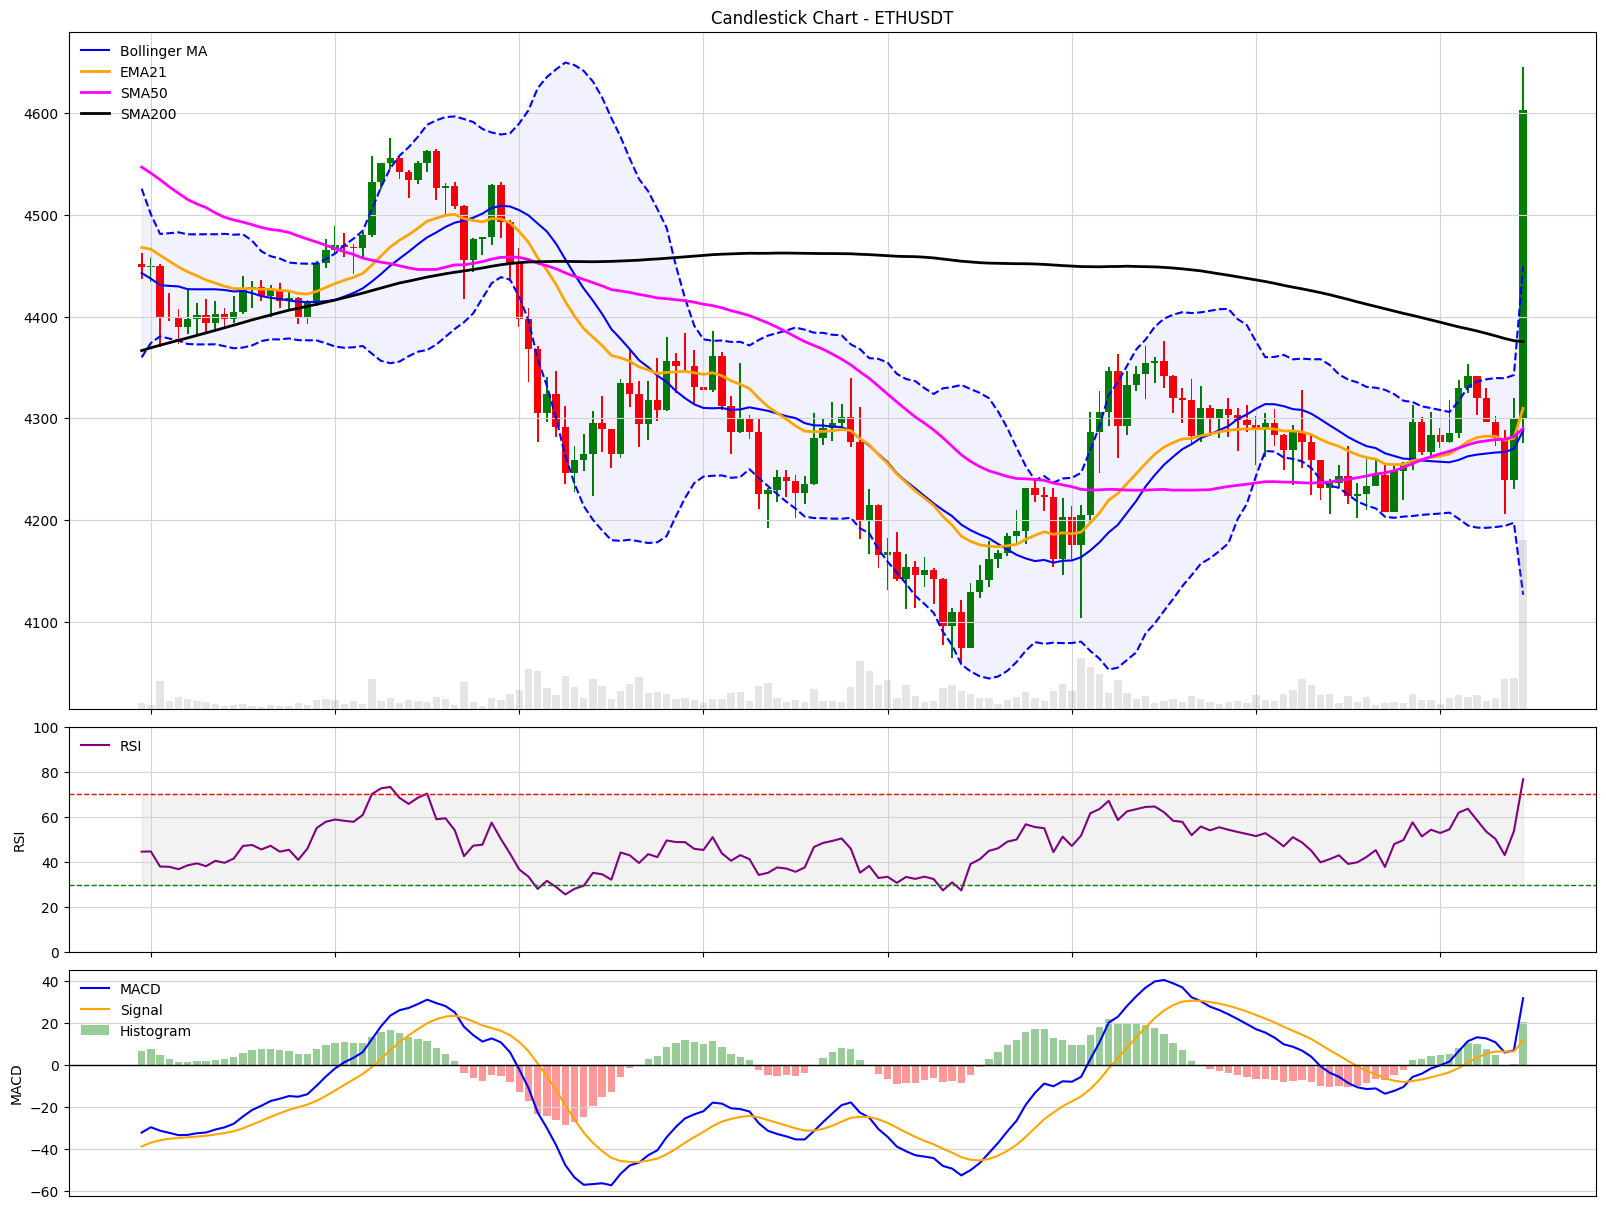 Candlestick Chart - ETHUSDT
Bollinger MA
EMA21
SMA50
SMA200
4600
4500
4400
4300
4200
4100
100
RSI
80
60
RSI
40
20
0
40
MACD
20
Signal
Histogram
0
MACD
−20
−40
−60